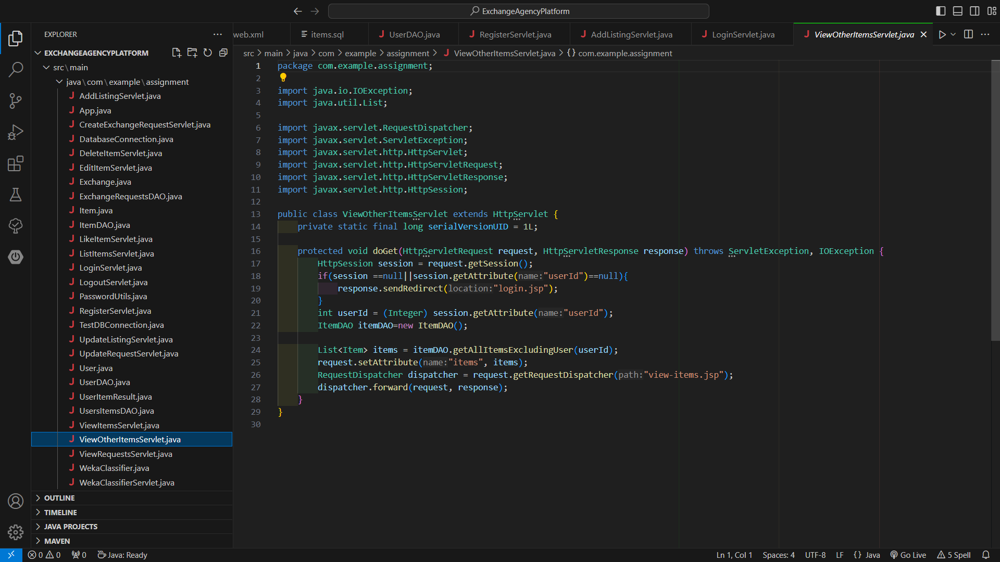 ExchangeAgencyPlatform
EXPLORER
EXCHANGEAGENCYPLATFORM
src\main
java\com\example\assignment
AddListingServlet.java
App.java
CreateExchangeRequestServlet.java
DatabaseConnection.java
DeleteItemServlet.java
EditItemServlet.java
Exchange.java
ExchangeRequestsDAO.java
Item.java
ItemDAO.java
LikeItemServlet.java
ListItemsServlet.java
LoginServlet.java
LogoutServlet.java
PasswordUtils.java
RegisterServlet.java
TestDBConnection.java
UpdateListingServlet.java
UpdateRequestServlet.java
User.java
UserDAO.java
UserItemResult.java
UsersItemsDAO.java
ViewItemsServlet.java
ViewOtherItemsServlet.java
ViewRequestsServlet.java
WekaClassifier.java
WekaClassifierServlet.java
OUTLINE
TIMELINE
JAVA PROJECTS
MAVEN
web.xml items.sql UserDAO.java RegisterServlet.java AddListingServlet.java LoginServlet.java ViewOtherItemsServlet.java
src > main > java > com > example > assignment > ViewOtherItemsServlet.java > {} com.example.assignment
1 package com.example.assignment;
2
3 import java.io.IOException;
4 import java.util.List;
5
6 import javax.servlet.RequestDispatcher;
7 import javax.servlet.ServletException;
8 import javax.servlet.http.HttpServlet;
9 import javax.servlet.http.HttpServletRequest;
10 import javax.servlet.http.HttpServletResponse;
11 import javax.servlet.http.HttpSession;
12
13 public class ViewOtherItemsServlet extends HttpServlet {
14 private static final long serialVersionUID = 1L;
15
16 protected void doGet(HttpServletRequest request, HttpServletResponse response) throws ServletException, IOException {
17 HttpSession session = request.getSession();
18 if(session ==null||session.getAttribute(name:"userId")==null){
19 response.sendRedirect(location:"login.jsp");
20 }
21 int userId = (Integer) session.getAttribute(name:"userId");
22 ItemDAO itemDAO=new ItemDAO();
23
24 List<Item> items = itemDAO.getAllItemsExcludingUser(userId);
25 request.setAttribute(name:"items", items);
26 RequestDispatcher dispatcher = request.getRequestDispatcher(path:"view-items.jsp");
27 dispatcher.forward(request, response);
28 }
29 }
30
0 0 0 Java: Ready Ln 1, Col 1 Spaces: 4 UTF-8 LF {} Java Go Live 5 Spell